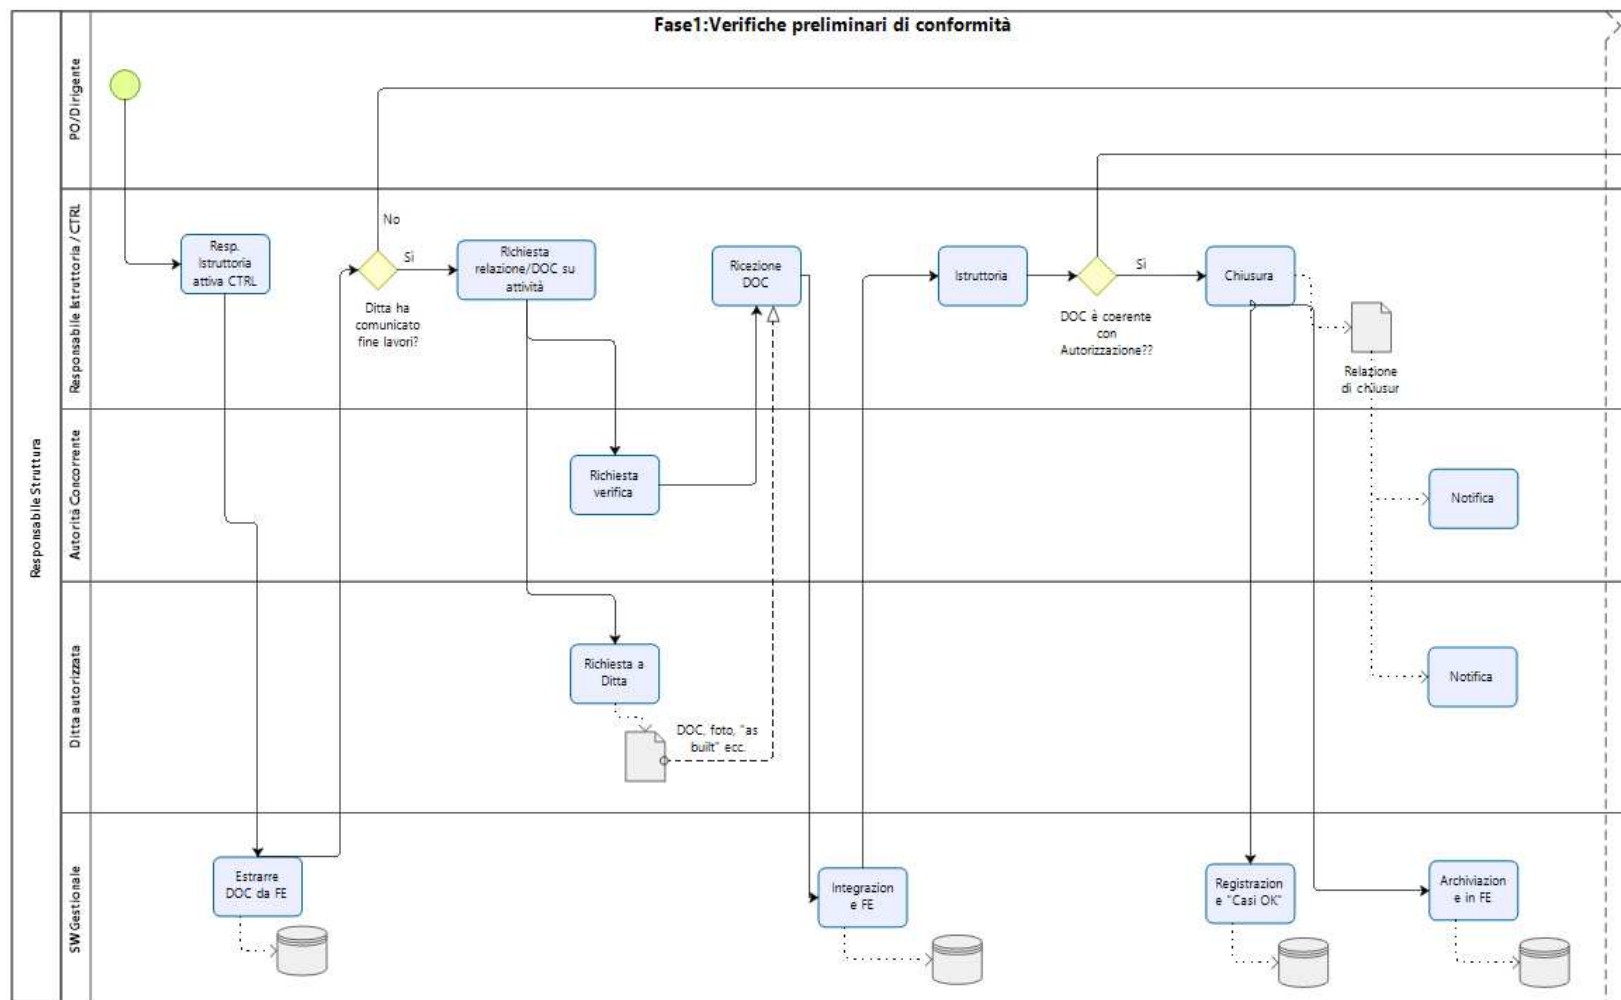 Fase1:Verifiche preliminari di conformità
Responsabile Struttura
PO/Dirigente
Responsabile Istruttoria / CTRL
No
Resp.
Istruttoria
attiva CTRL
Si
Ditta ha
comunicato
fine lavori?
Richiesta
relazione/DOC su
attività
Ricezione
DOC
Istruttoria
Si
DOC è coerente
con
Autorizzazione??
Chiusura
Relazione
di chiusur
Autorità Concorrente
Richiesta
verifica
Notifica
Ditta autorizzata
Richiesta a
Ditta
DOC, foto, "as
built" ecc.
Notifica
SW Gestionale
Estrarre
DOC da FE
Integrazion
e FE
Registrazion
e "Casi OK"
Archiviazion
e in FE